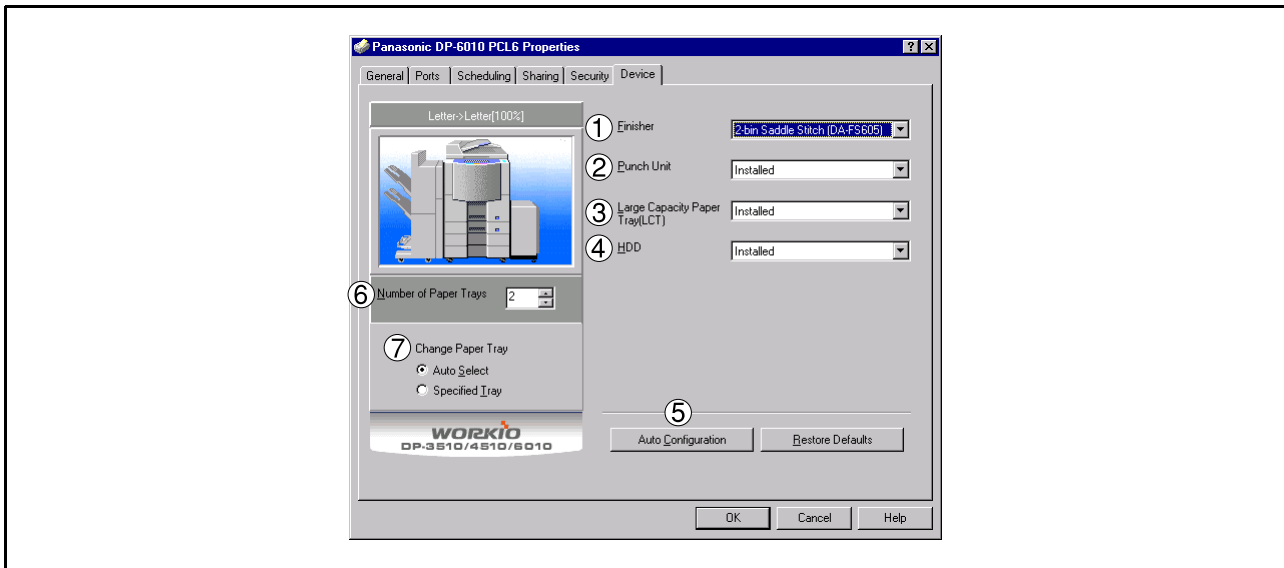 Panasonic DP-6010 PCL6 Properties
General Ports Scheduling Sharing Security Device
Letter->Letter[100%]
① Finisher 2-bin Saddle Stitch (DA-FS605)
② Punch Unit Installed
③ Large Capacity Paper Tray(LCT) Installed
④ HDD Installed
⑥ Number of Paper Trays 2
⑦ Change Paper Tray
Auto Select
Specified Tray
WORKiO
DP-3510/4510/6010
⑤
Auto Configuration Restore Defaults
OK Cancel Help